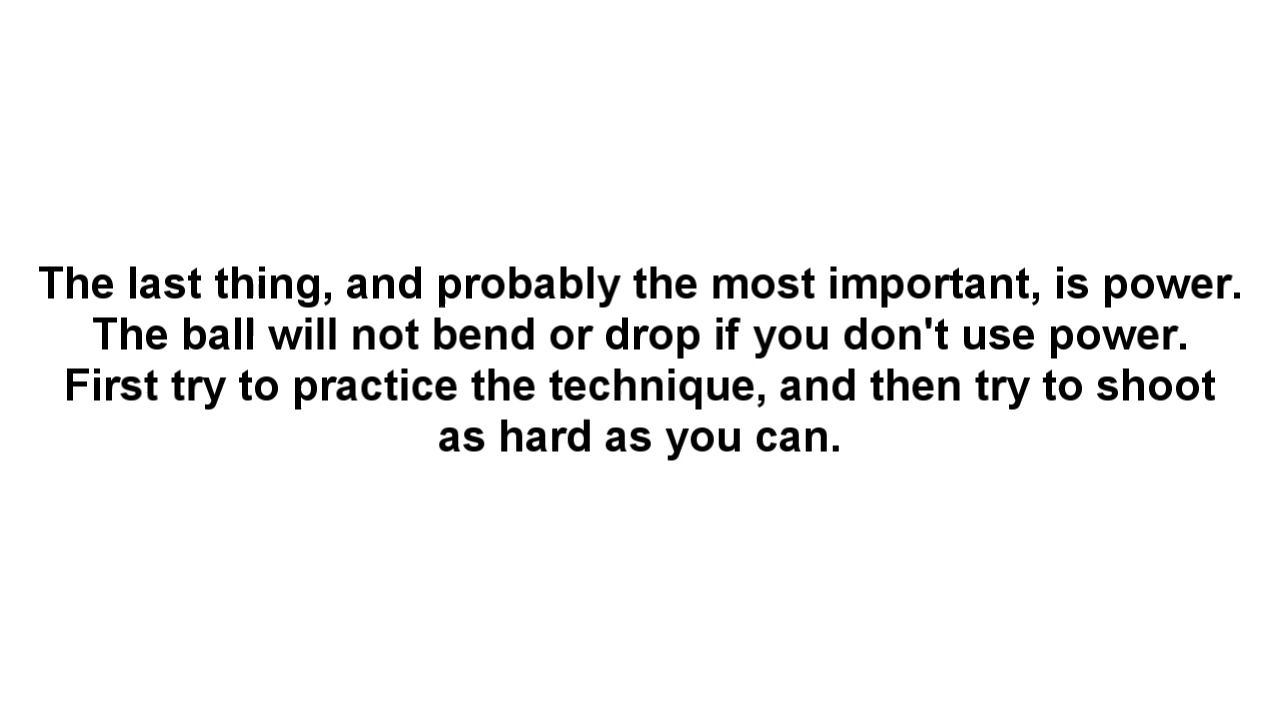 The last thing, and probably the most important, is power.
The ball will not bend or drop if you don't use power.
First try to practice the technique, and then try to shoot
as hard as you can.